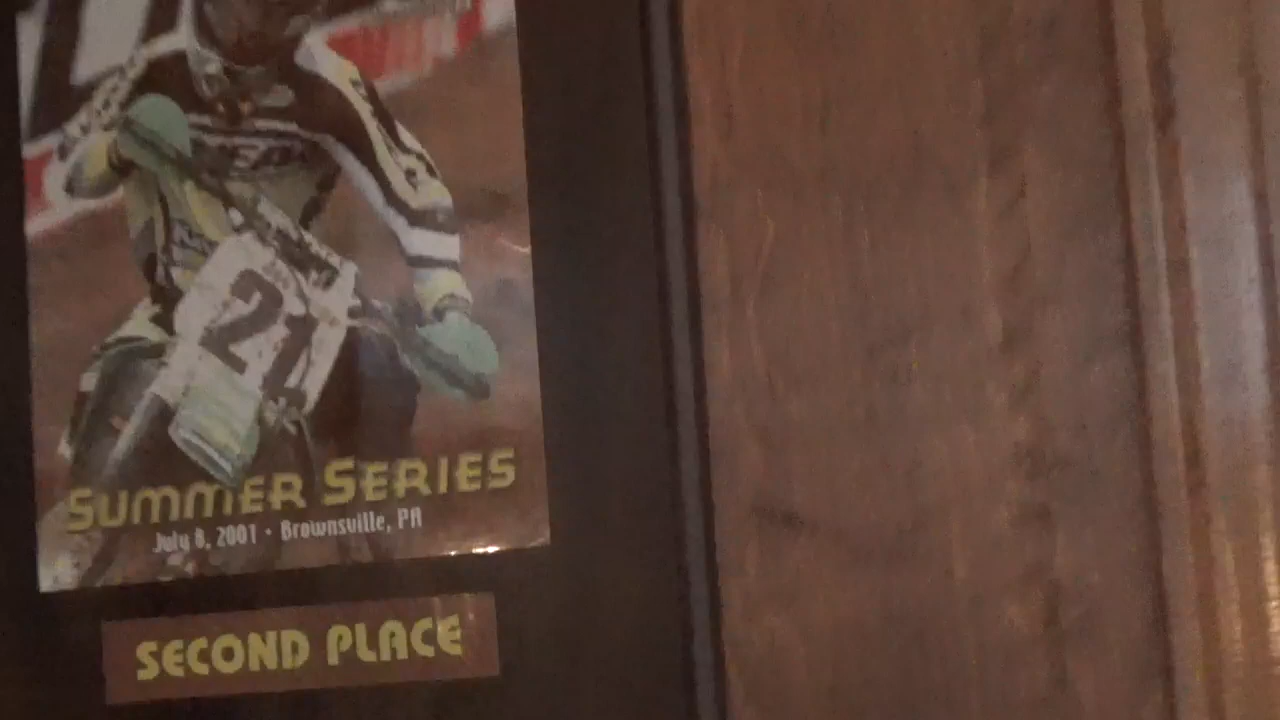 21
SUMMER SERIES
July 8, 2001 • Brownsville, PA
SECOND PLACE